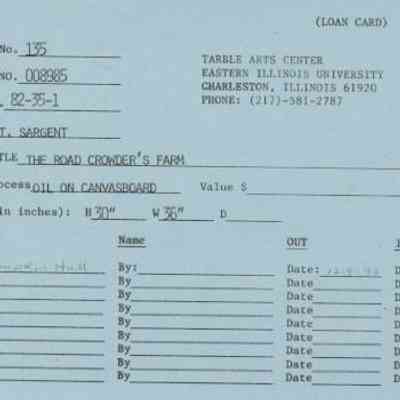 (LOAN CARD)
No. 135
TARBLE ARTS CENTER
NO. 008985
EASTERN ILLINOIS UNIVERSITY
CHARLESTON, ILLINOIS 61920
82-35-1
PHONE: (217)-581-2787
T. SARGENT
TLE THE ROAD CROWDER'S FARM
ocess OIL ON CANVASBOARD Value $
in inches): H 30" W 36" D
Name OUT
By: Date:
By Date D
By Date D
By Date D
By Date D
By Date D
By Date D
By Date D
By Date D